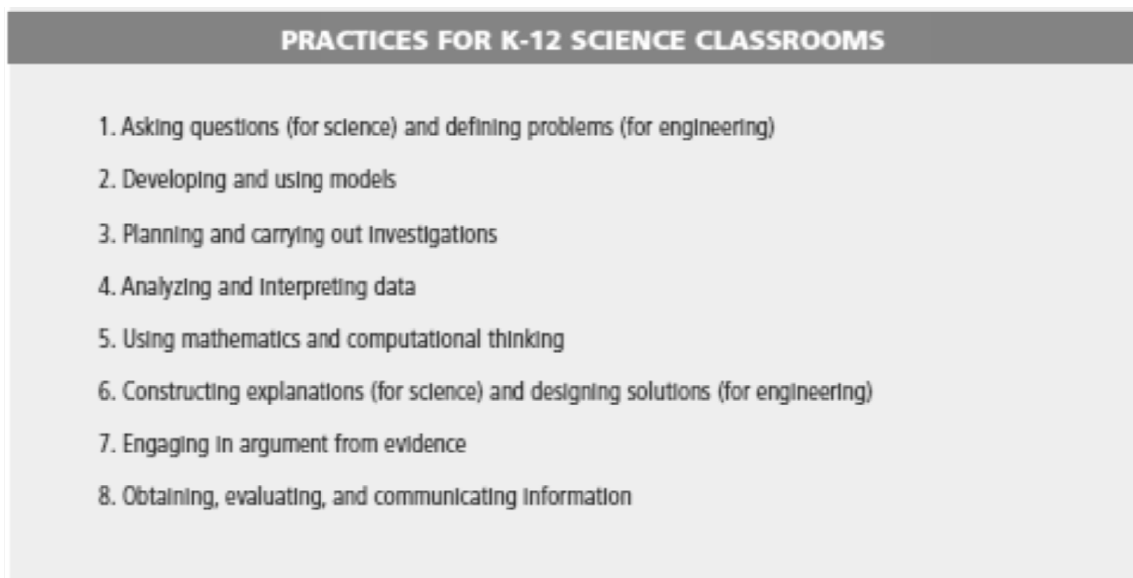 PRACTICES FOR K-12 SCIENCE CLASSROOMS
1. Asking questions (for science) and defining problems (for engineering)
2. Developing and using models
3. Planning and carrying out investigations
4. Analyzing and interpreting data
5. Using mathematics and computational thinking
6. Constructing explanations (for science) and designing solutions (for engineering)
7. Engaging in argument from evidence
8. Obtaining, evaluating, and communicating information